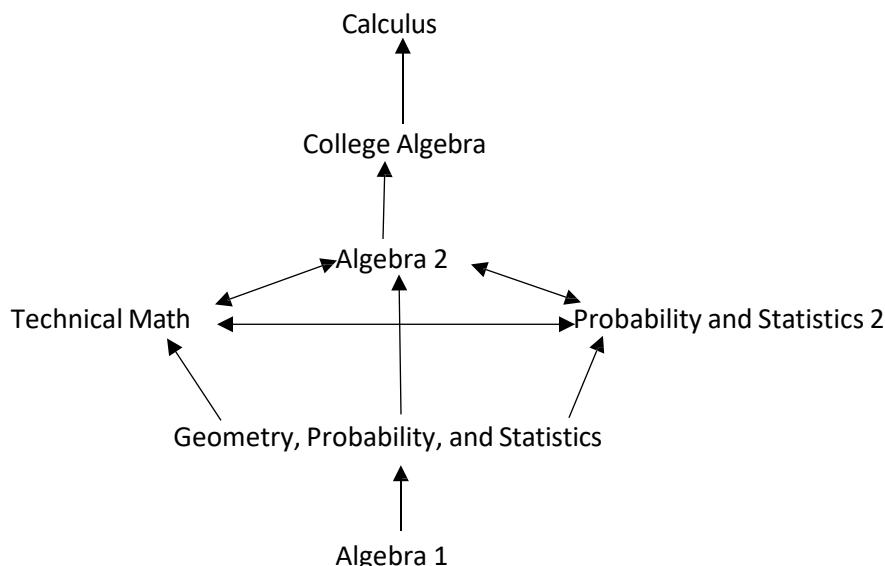 Calculus
College Algebra
Algebra 2
Technical Math
Probability and Statistics 2
Geometry, Probability, and Statistics
Algebra 1